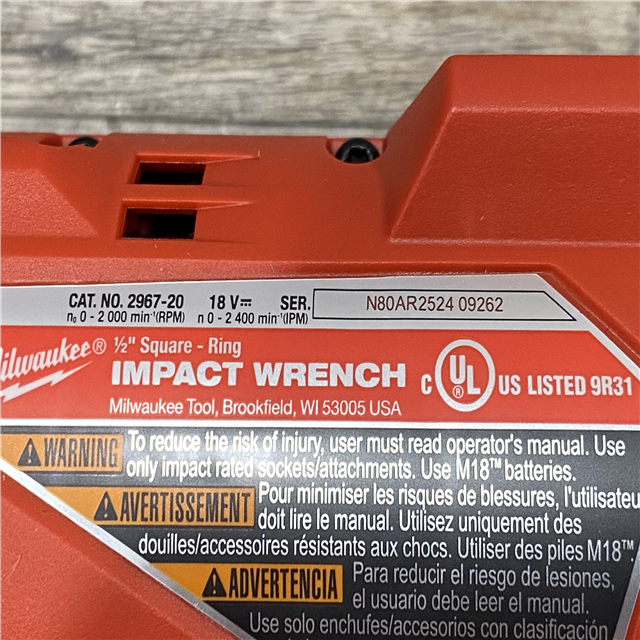 CAT. NO. 2967-20 18 V⎓ SER. N80AR2524 09262
n₀ 0 - 2 000 min⁻¹(RPM) n 0 - 2 400 min⁻¹(IPM)
Milwaukee® ½" Square - Ring
IMPACT WRENCH
C UL® US LISTED 9R31
Milwaukee Tool, Brookfield, WI 53005 USA
WARNING To reduce the risk of injury, user must read operator's manual. Use
only impact rated sockets/attachments. Use M18™ batteries.
AVERTISSEMENT Pour minimiser les risques de blessures, l'utilisateu
doit lire le manual. Utilisez uniquement des
douilles/accessoires résistants aux chocs. Utiliser des piles M18™
ADVERTENCIA Para reducir el riesgo de lesiones,
el usuario debe leer el manual.
Use solo enchufes/accesorios con clasificación